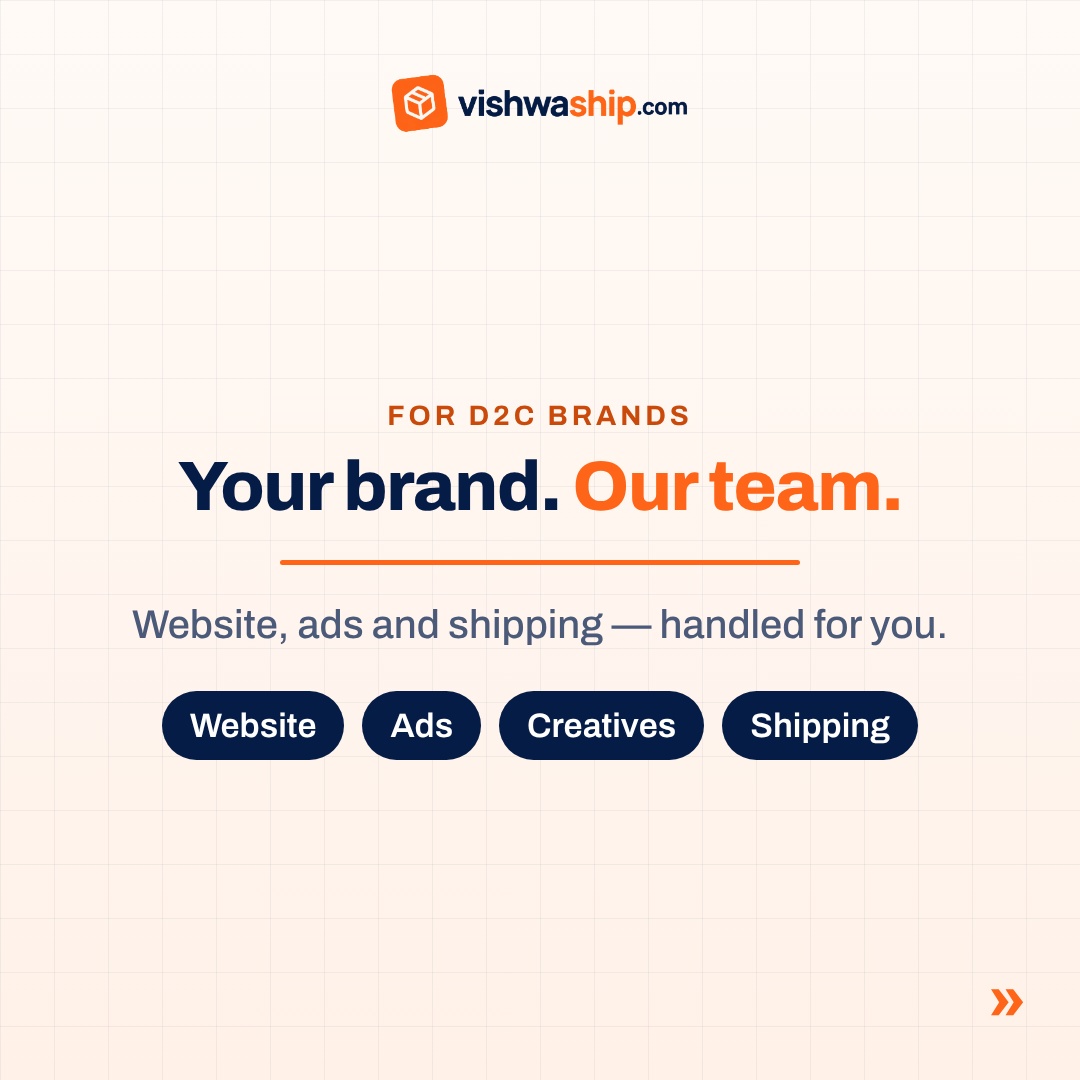 vishwaship.com
FOR D2C BRANDS
Your brand. Our team.
Website, ads and shipping — handled for you.
Website Ads Creatives Shipping
»